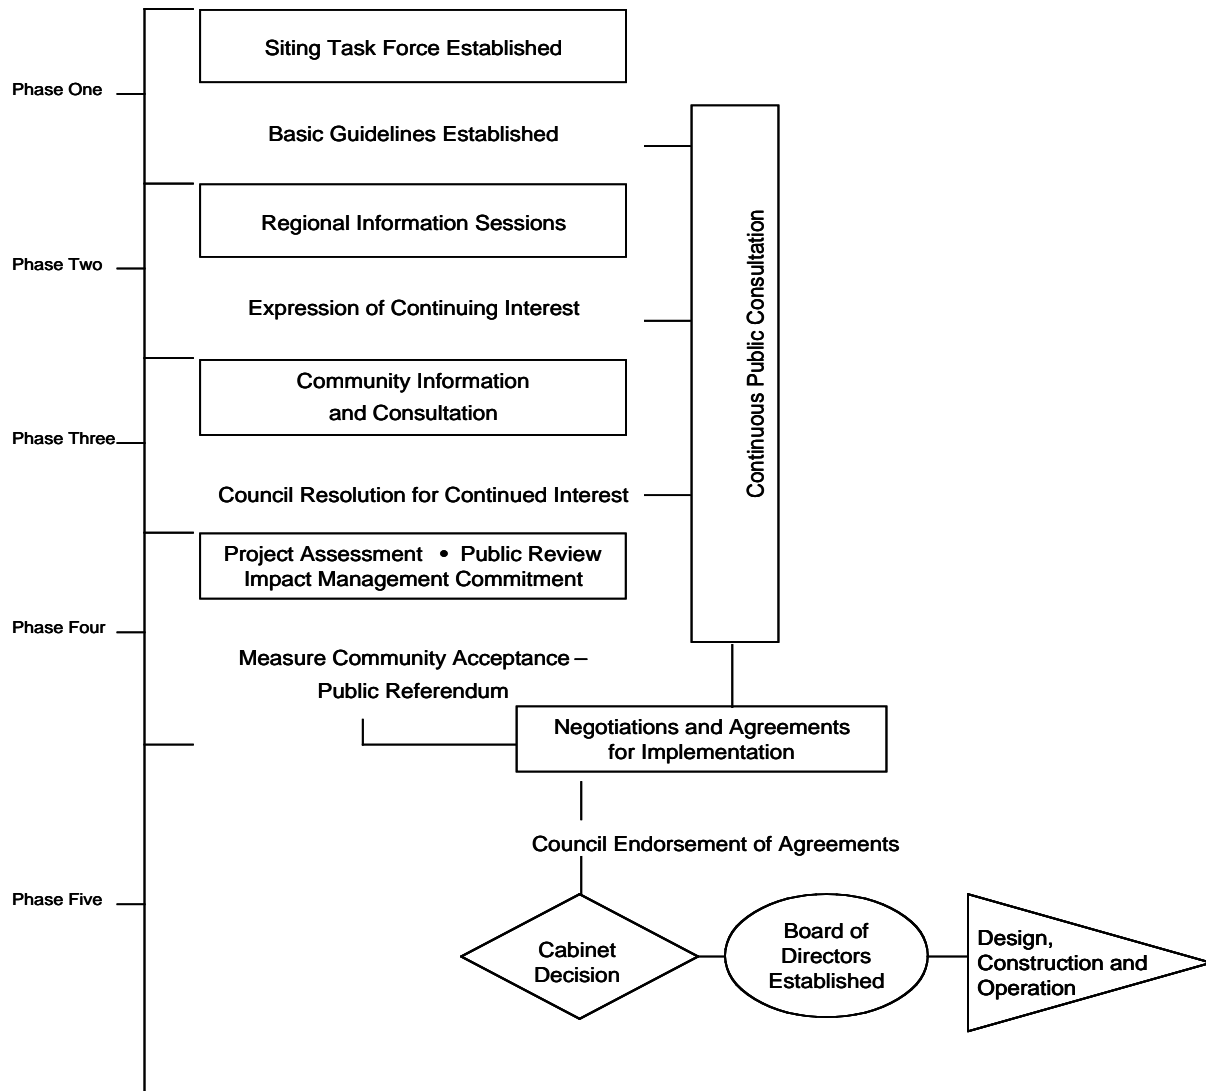 Siting Task Force Established
Phase One
Basic Guidelines Established
Regional Information Sessions
Phase Two
Expression of Continuing Interest
Community Information
and Consultation
Phase Three
Council Resolution for Continued Interest
Continuous Public Consultation
Project Assessment • Public Review
Impact Management Commitment
Phase Four
Measure Community Acceptance –
Public Referendum
Negotiations and Agreements
for Implementation
Council Endorsement of Agreements
Phase Five
Cabinet
Decision
Board of
Directors
Established
Design,
Construction and
Operation